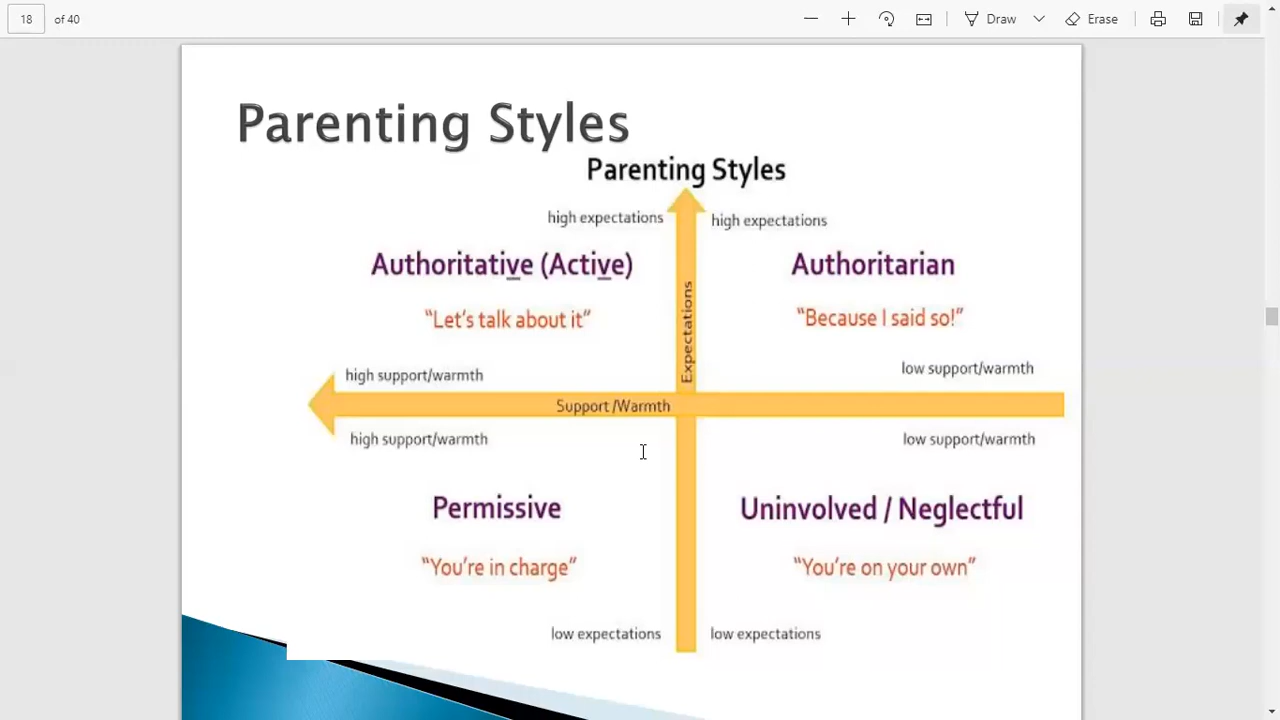 18 of 40 Draw Erase
Parenting Styles
Parenting Styles
high expectations high expectations
Authoritative (Active) Authoritarian
“Let’s talk about it” “Because I said so!”
Expectations
high support/warmth low support/warmth
Support /Warmth
high support/warmth low support/warmth
Permissive Uninvolved / Neglectful
“You’re in charge” “You’re on your own”
low expectations low expectations